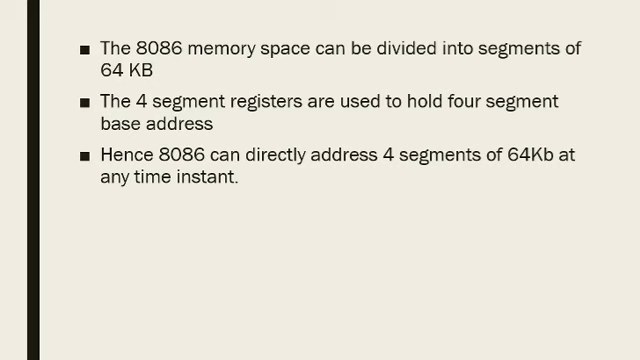 ■ The 8086 memory space can be divided into segments of
64 KB
■ The 4 segment registers are used to hold four segment
base address
■ Hence 8086 can directly address 4 segments of 64Kb at
any time instant.